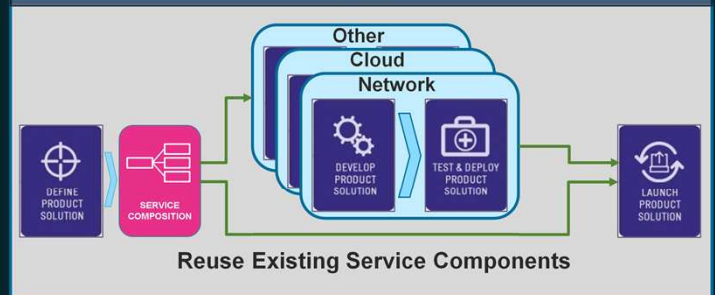 Other
Cloud
Network
DEFINE
PRODUCT
SOLUTION
SERVICE
COMPOSITION
DEVELOP
PRODUCT
SOLUTION
TEST & DEPLOY
PRODUCT
SOLUTION
LAUNCH
PRODUCT
SOLUTION
Reuse Existing Service Components